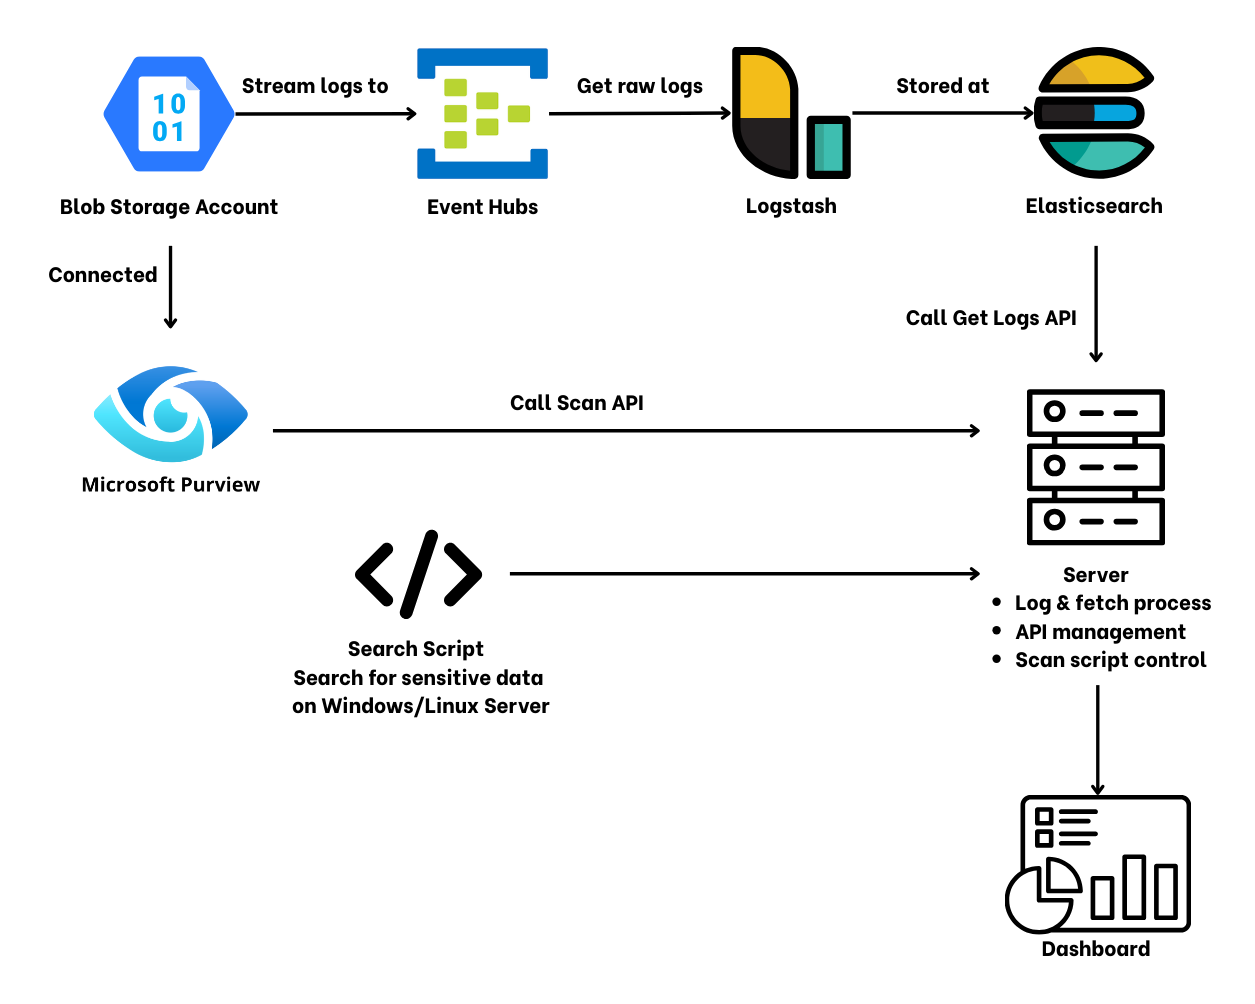 Stream logs to
Get raw logs
Stored at
10
01
Blob Storage Account
Event Hubs
Logstash
Elasticsearch
Connected
Call Get Logs API
Call Scan API
Microsoft Purview
Search Script
Search for sensitive data
on Windows/Linux Server
Server
• Log & fetch process
• API management
• Scan script control
Dashboard